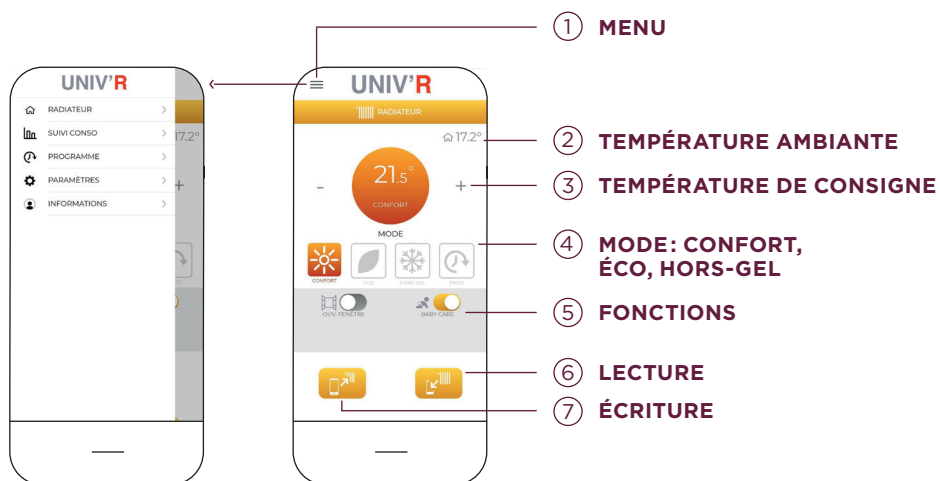 1 MENU
UNIV'R
RADIATEUR
SUIVI CONSO
PROGRAMME
PARAMÈTRES
INFORMATIONS
17.2°
+
UNIV'R
RADIATEUR
17.2°
2 TEMPÉRATURE AMBIANTE
- 21.5° +
CONFORT
3 TEMPÉRATURE DE CONSIGNE
MODE
CONFORT ECO HORS-GEL PROG
4 MODE : CONFORT,
ÉCO, HORS-GEL
OUV. FENÊTRE BABY CARE
5 FONCTIONS
6 LECTURE
7 ÉCRITURE